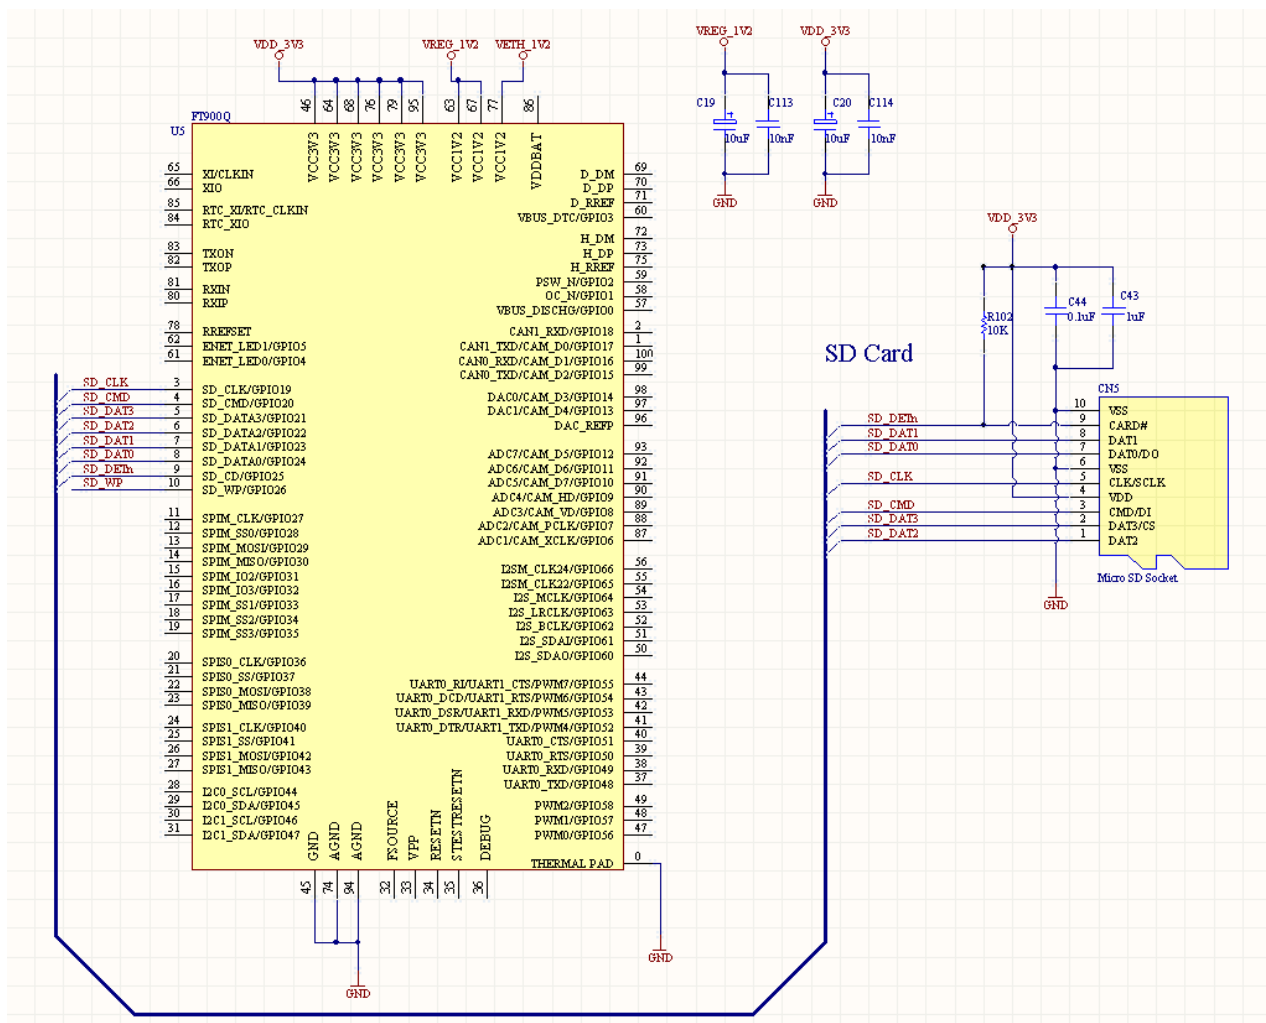 VDD_3V3
VREG_1V2
VETH_1V2
VREG_1V2
VDD_3V3
46 64 68 76 79 95 63 67 77 86
C19
C113
C20
C114
10uF
10nF
10uF
10nF
GND
GND
FT900Q
U5
VCC3V3 VCC3V3 VCC3V3 VCC3V3 VCC3V3 VCC3V3 VCC1V2 VCC1V2 VCC1V2 VDDBAT
65 XI/CLKIN
66 XIO
85 RTC_XI/RTC_CLKIN
84 RTC_XIO
83 TXON
82 TXOP
81 RXIN
80 RXIP
78 RREFSET
62 ENET_LED1/GPIO5
61 ENET_LED0/GPIO4
SD_CLK 3 SD_CLK/GPIO19
SD_CMD 4 SD_CMD/GPIO20
SD_DAT3 5 SD_DATA3/GPIO21
SD_DAT2 6 SD_DATA2/GPIO22
SD_DAT1 7 SD_DATA1/GPIO23
SD_DAT0 8 SD_DATA0/GPIO24
SD_DETn 9 SD_CD/GPIO25
SD_WP 10 SD_WP/GPIO26
11 SPIM_CLK/GPIO27
12 SPIM_SS0/GPIO28
13 SPIM_MOSI/GPIO29
14 SPIM_MISO/GPIO30
15 SPIM_IO2/GPIO31
16 SPIM_IO3/GPIO32
17 SPIM_SS1/GPIO33
18 SPIM_SS2/GPIO34
19 SPIM_SS3/GPIO35
20 SPIS0_CLK/GPIO36
21 SPIS0_SS/GPIO37
22 SPIS0_MOSI/GPIO38
23 SPIS0_MISO/GPIO39
24 SPIS1_CLK/GPIO40
25 SPIS1_SS/GPIO41
26 SPIS1_MOSI/GPIO42
27 SPIS1_MISO/GPIO43
28 I2C0_SCL/GPIO44
29 I2C0_SDA/GPIO45
30 I2C1_SCL/GPIO46
31 I2C1_SDA/GPIO47
D_DM 69
D_DP 70
D_RREF 71
VBUS_DTC/GPIO3 60
H_DM 72
H_DP 73
H_RREF 75
PSW_N/GPIO2 59
OC_N/GPIO1 58
VBUS_DISCHG/GPIO0 57
CAN1_RXD/GPIO18 2
CAN1_TXD/CAM_D0/GPIO17 1
CAN0_RXD/CAM_D1/GPIO16 100
CAN0_TXD/CAM_D2/GPIO15 99
DAC0/CAM_D3/GPIO14 98
DAC1/CAM_D4/GPIO13 97
DAC_REFP 96
ADC7/CAM_D5/GPIO12 93
ADC6/CAM_D6/GPIO11 92
ADC5/CAM_D7/GPIO10 91
ADC4/CAM_HD/GPIO9 90
ADC3/CAM_VD/GPIO8 89
ADC2/CAM_PCLK/GPIO7 88
ADC1/CAM_XCLK/GPIO6 87
I2SM_CLK24/GPIO66 56
I2SM_CLK22/GPIO65 55
I2S_MCLK/GPIO64 54
I2S_LRCLK/GPIO63 53
I2S_BCLK/GPIO62 52
I2S_SDAI/GPIO61 51
I2S_SDAO/GPIO60 50
UART0_RI/UART1_CTS/PWM7/GPIO55 44
UART0_DCD/UART1_RTS/PWM6/GPIO54 43
UART0_DSR/UART1_RXD/PWM5/GPIO53 42
UART0_DTR/UART1_TXD/PWM4/GPIO52 41
UART0_CTS/GPIO51 40
UART0_RTS/GPIO50 39
UART0_RXD/GPIO49 38
UART0_TXD/GPIO48 37
PWM2/GPIO58 49
PWM1/GPIO57 48
PWM0/GPIO56 47
THERMAL PAD 0
GND AGND AGND FSOURCE VPP RESETN STESTRESETN DEBUG
45 74 94 32 33 34 35 36
GND
GND
VDD_3V3
R102
10K
C44
0.1uF
C43
1uF
SD Card
CN5
10 VSS
SD_DETn 9 CARD#
SD_DAT1 8 DAT1
SD_DAT0 7 DAT0/DO
6 VSS
SD_CLK 5 CLK/SCLK
4 VDD
SD_CMD 3 CMD/DI
SD_DAT3 2 DAT3/CS
SD_DAT2 1 DAT2
Micro SD Socket
GND